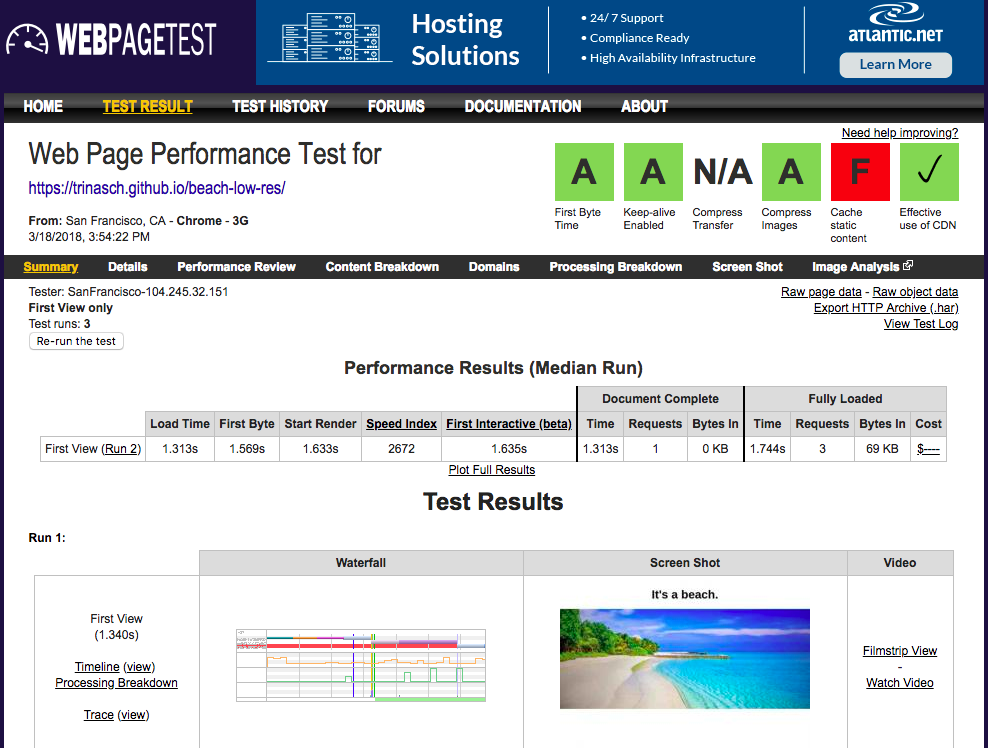 WEBPAGETEST
Hosting
Solutions
• 24/7 Support
• Compliance Ready
• High Availability Infrastructure
ATLANTIC.NET
Learn More
HOME TEST RESULT TEST HISTORY FORUMS DOCUMENTATION ABOUT
Need help improving?
Web Page Performance Test for
https://trinasch.github.io/beach-low-res/
From: San Francisco, CA - Chrome - 3G
3/18/2018, 3:54:22 PM
A A N/A A F ✓
First Byte Time
Keep-alive Enabled
Compress Transfer
Compress Images
Cache static content
Effective use of CDN
Summary Details Performance Review Content Breakdown Domains Processing Breakdown Screen Shot Image Analysis
Tester: SanFrancisco-104.245.32.151
First View only
Test runs: 3
Re-run the test
Raw page data - Raw object data
Export HTTP Archive (.har)
View Test Log
Performance Results (Median Run)
Document Complete Fully Loaded
Load Time First Byte Start Render Speed Index First Interactive (beta) Time Requests Bytes In Time Requests Bytes In Cost
First View (Run 2) 1.313s 1.569s 1.633s 2672 1.635s 1.313s 1 0 KB 1.744s 3 69 KB $----
Plot Full Results
Test Results
Run 1:
Waterfall Screen Shot Video
First View
(1.340s)
Timeline (view)
Processing Breakdown
Trace (view)
It's a beach.
Filmstrip View
-
Watch Video